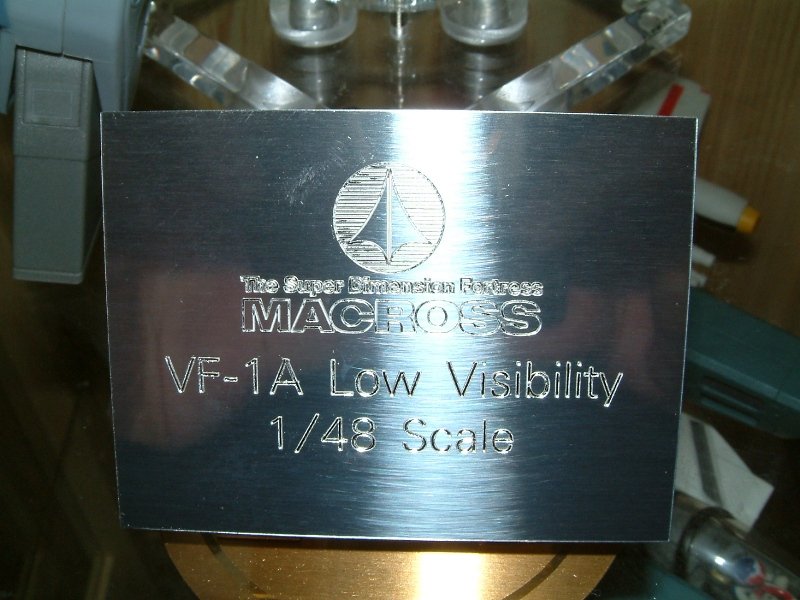 The Super Dimension Fortress
MACROSS
VF-1A Low Visibility
1/48 Scale